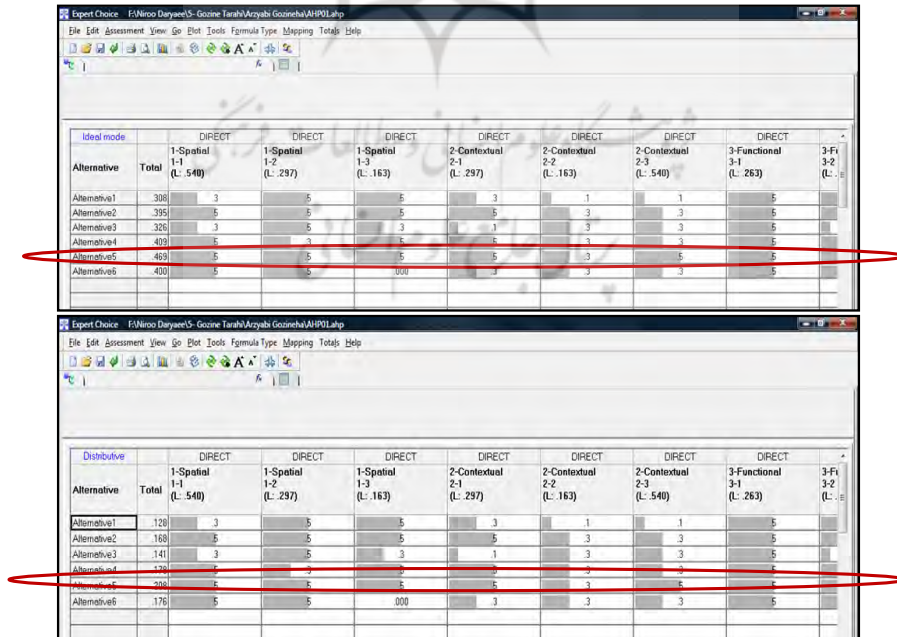 Expert Choice F:\Niroo Daryaee\5- Gozine Tarahi\Arzyabi Gozineha\AHP01.ahp
File Edit Assessment View Go Plot Tools Formula Type Mapping Totals Help
Ideal mode DIRECT DIRECT DIRECT DIRECT DIRECT DIRECT DIRECT
Alternative Total 1-Spatial 1-1 (L: .540) 1-Spatial 1-2 (L: .297) 1-Spatial 1-3 (L: .163) 2-Contextual 2-1 (L: .297) 2-Contextual 2-2 (L: .163) 2-Contextual 2-3 (L: .540) 3-Functional 3-1 (L: .263) 3-2 (L: .
Alternative1 .308 .3 .5 .5 .3 .1 .1 .5
Alternative2 .395 .5 .5 .5 .5 .3 .3 .5
Alternative3 .326 .3 .5 .3 .1 .3 .3 .5
Alternative4 .409 .5 .3 .5 .5 .3 .3 .5
Alternative5 .469 .5 .5 .5 .5 .3 .5 .5
Alternative6 .400 .5 .5 .000 .3 .3 .3 .5
Expert Choice F:\Niroo Daryaee\5- Gozine Tarahi\Arzyabi Gozineha\AHP01.ahp
File Edit Assessment View Go Plot Tools Formula Type Mapping Totals Help
Distributive DIRECT DIRECT DIRECT DIRECT DIRECT DIRECT DIRECT
Alternative Total 1-Spatial 1-1 (L: .540) 1-Spatial 1-2 (L: .297) 1-Spatial 1-3 (L: .163) 2-Contextual 2-1 (L: .297) 2-Contextual 2-2 (L: .163) 2-Contextual 2-3 (L: .540) 3-Functional 3-1 (L: .263) 3-2 (L: .
Alternative1 .128 .3 .5 .5 .3 .1 .1 .5
Alternative2 .168 .5 .5 .5 .5 .3 .3 .5
Alternative3 .141 .3 .5 .3 .1 .3 .3 .5
Alternative4 .5 .3 .3 .3 .5
Alternative5 .5 .5 .5 .5 .3 .5 .5
Alternative6 .176 .5 .5 .000 .3 .3 .3 .5